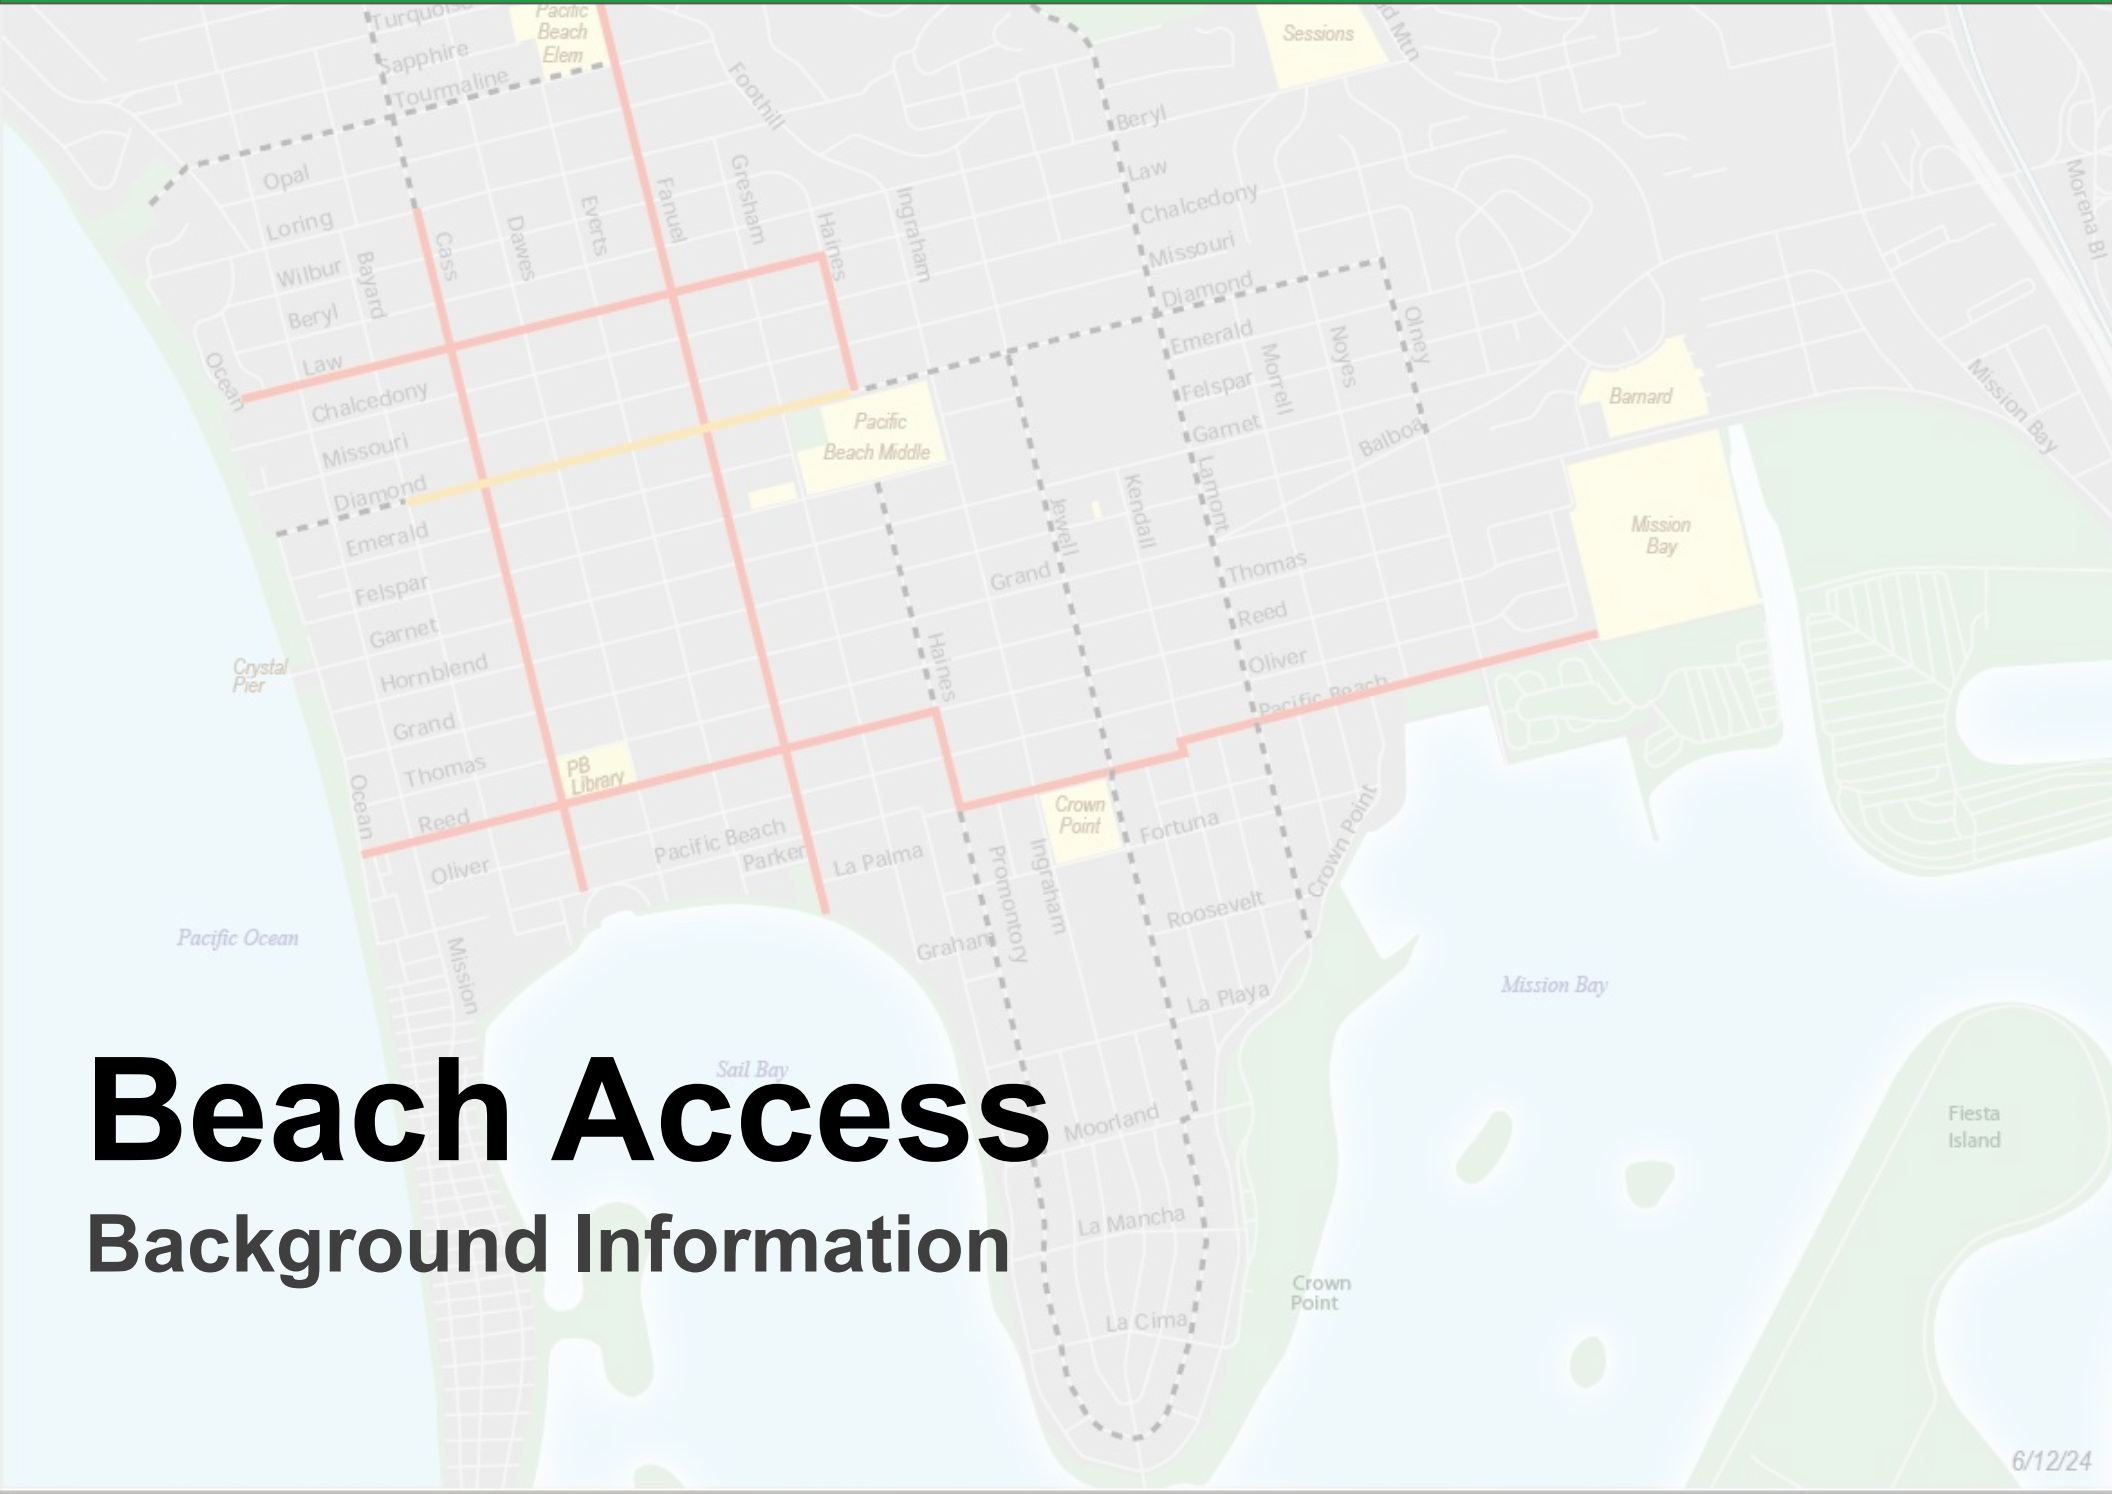 Turquoise
Pacific
Beach
Elem
Sessions
Sapphire
Tourmaline
Foothill
Beryl
Law
Chalcedony
Missouri
Diamond
Emerald
Felspar
Garnet
Balboa
Morena Bl
Mission Bay
Opal
Loring
Wilbur
Beryl
Law
Chalcedony
Missouri
Diamond
Emerald
Felspar
Garnet
Hornblend
Grand
Thomas
Reed
Oliver
Bayard
Cass
Dawes
Everts
Fanuel
Gresham
Haines
Ingraham
Ocean
Morrell
Noyes
Olney
Barnard
Pacific
Beach Middle
Mission
Bay
Jewell
Kendall
Lamont
Grand
Thomas
Reed
Oliver
Pacific Beach
Haines
Crystal
Pier
PB
Library
Ocean
Pacific Beach
Parker
La Palma
Crown
Point
Fortuna
Crown Point
Promontory
Ingraham
Roosevelt
Graham
La Playa
Pacific Ocean
Mission
Mission Bay
Sail Bay
Beach Access
Background Information
Moorland
La Mancha
La Cima
Crown
Point
Fiesta
Island
6/12/24